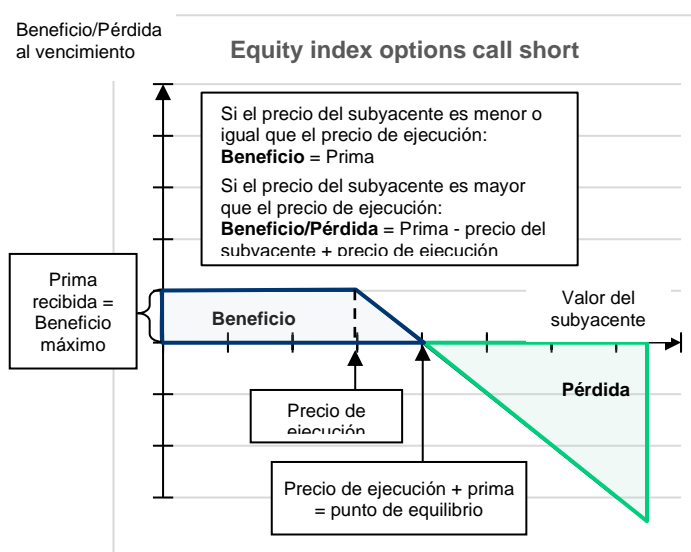 Beneficio/Pérdida
al vencimiento
Equity index options call short
Si el precio del subyacente es menor o
igual que el precio de ejecución:
Beneficio = Prima
Si el precio del subyacente es mayor
que el precio de ejecución:
Beneficio/Pérdida = Prima - precio del
subyacente + precio de ejecución
Prima
recibida =
Beneficio
máximo
Beneficio
Valor del
subyacente
Pérdida
Precio de
ejecución
Precio de ejecución + prima
= punto de equilibrio